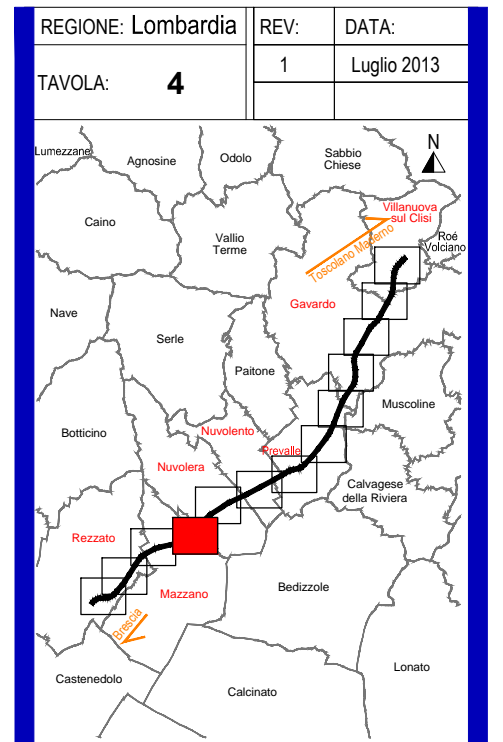 REGIONE: Lombardia
REV:
DATA:
TAVOLA: 4
1
Luglio 2013
N
Lumezzane
Agnosine
Odolo
Sabbio
Chiese
Villanuova
sul Clisi
Caino
Vallio
Terme
Roé
Volciano
Toscolano Maderno
Gavardo
Nave
Serle
Paitone
Muscoline
Botticino
Nuvolento
Prevalle
Nuvolera
Calvagese
della Riviera
Rezzato
Mazzano
Bedizzole
Brescia
Lonato
Castenedolo
Calcinato